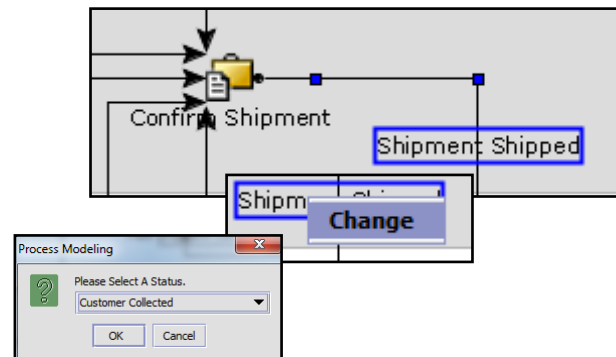 Confirm Shipment
Shipment Shipped
Change
Process Modeling
Please Select A Status.
Customer Collected
OK
Cancel